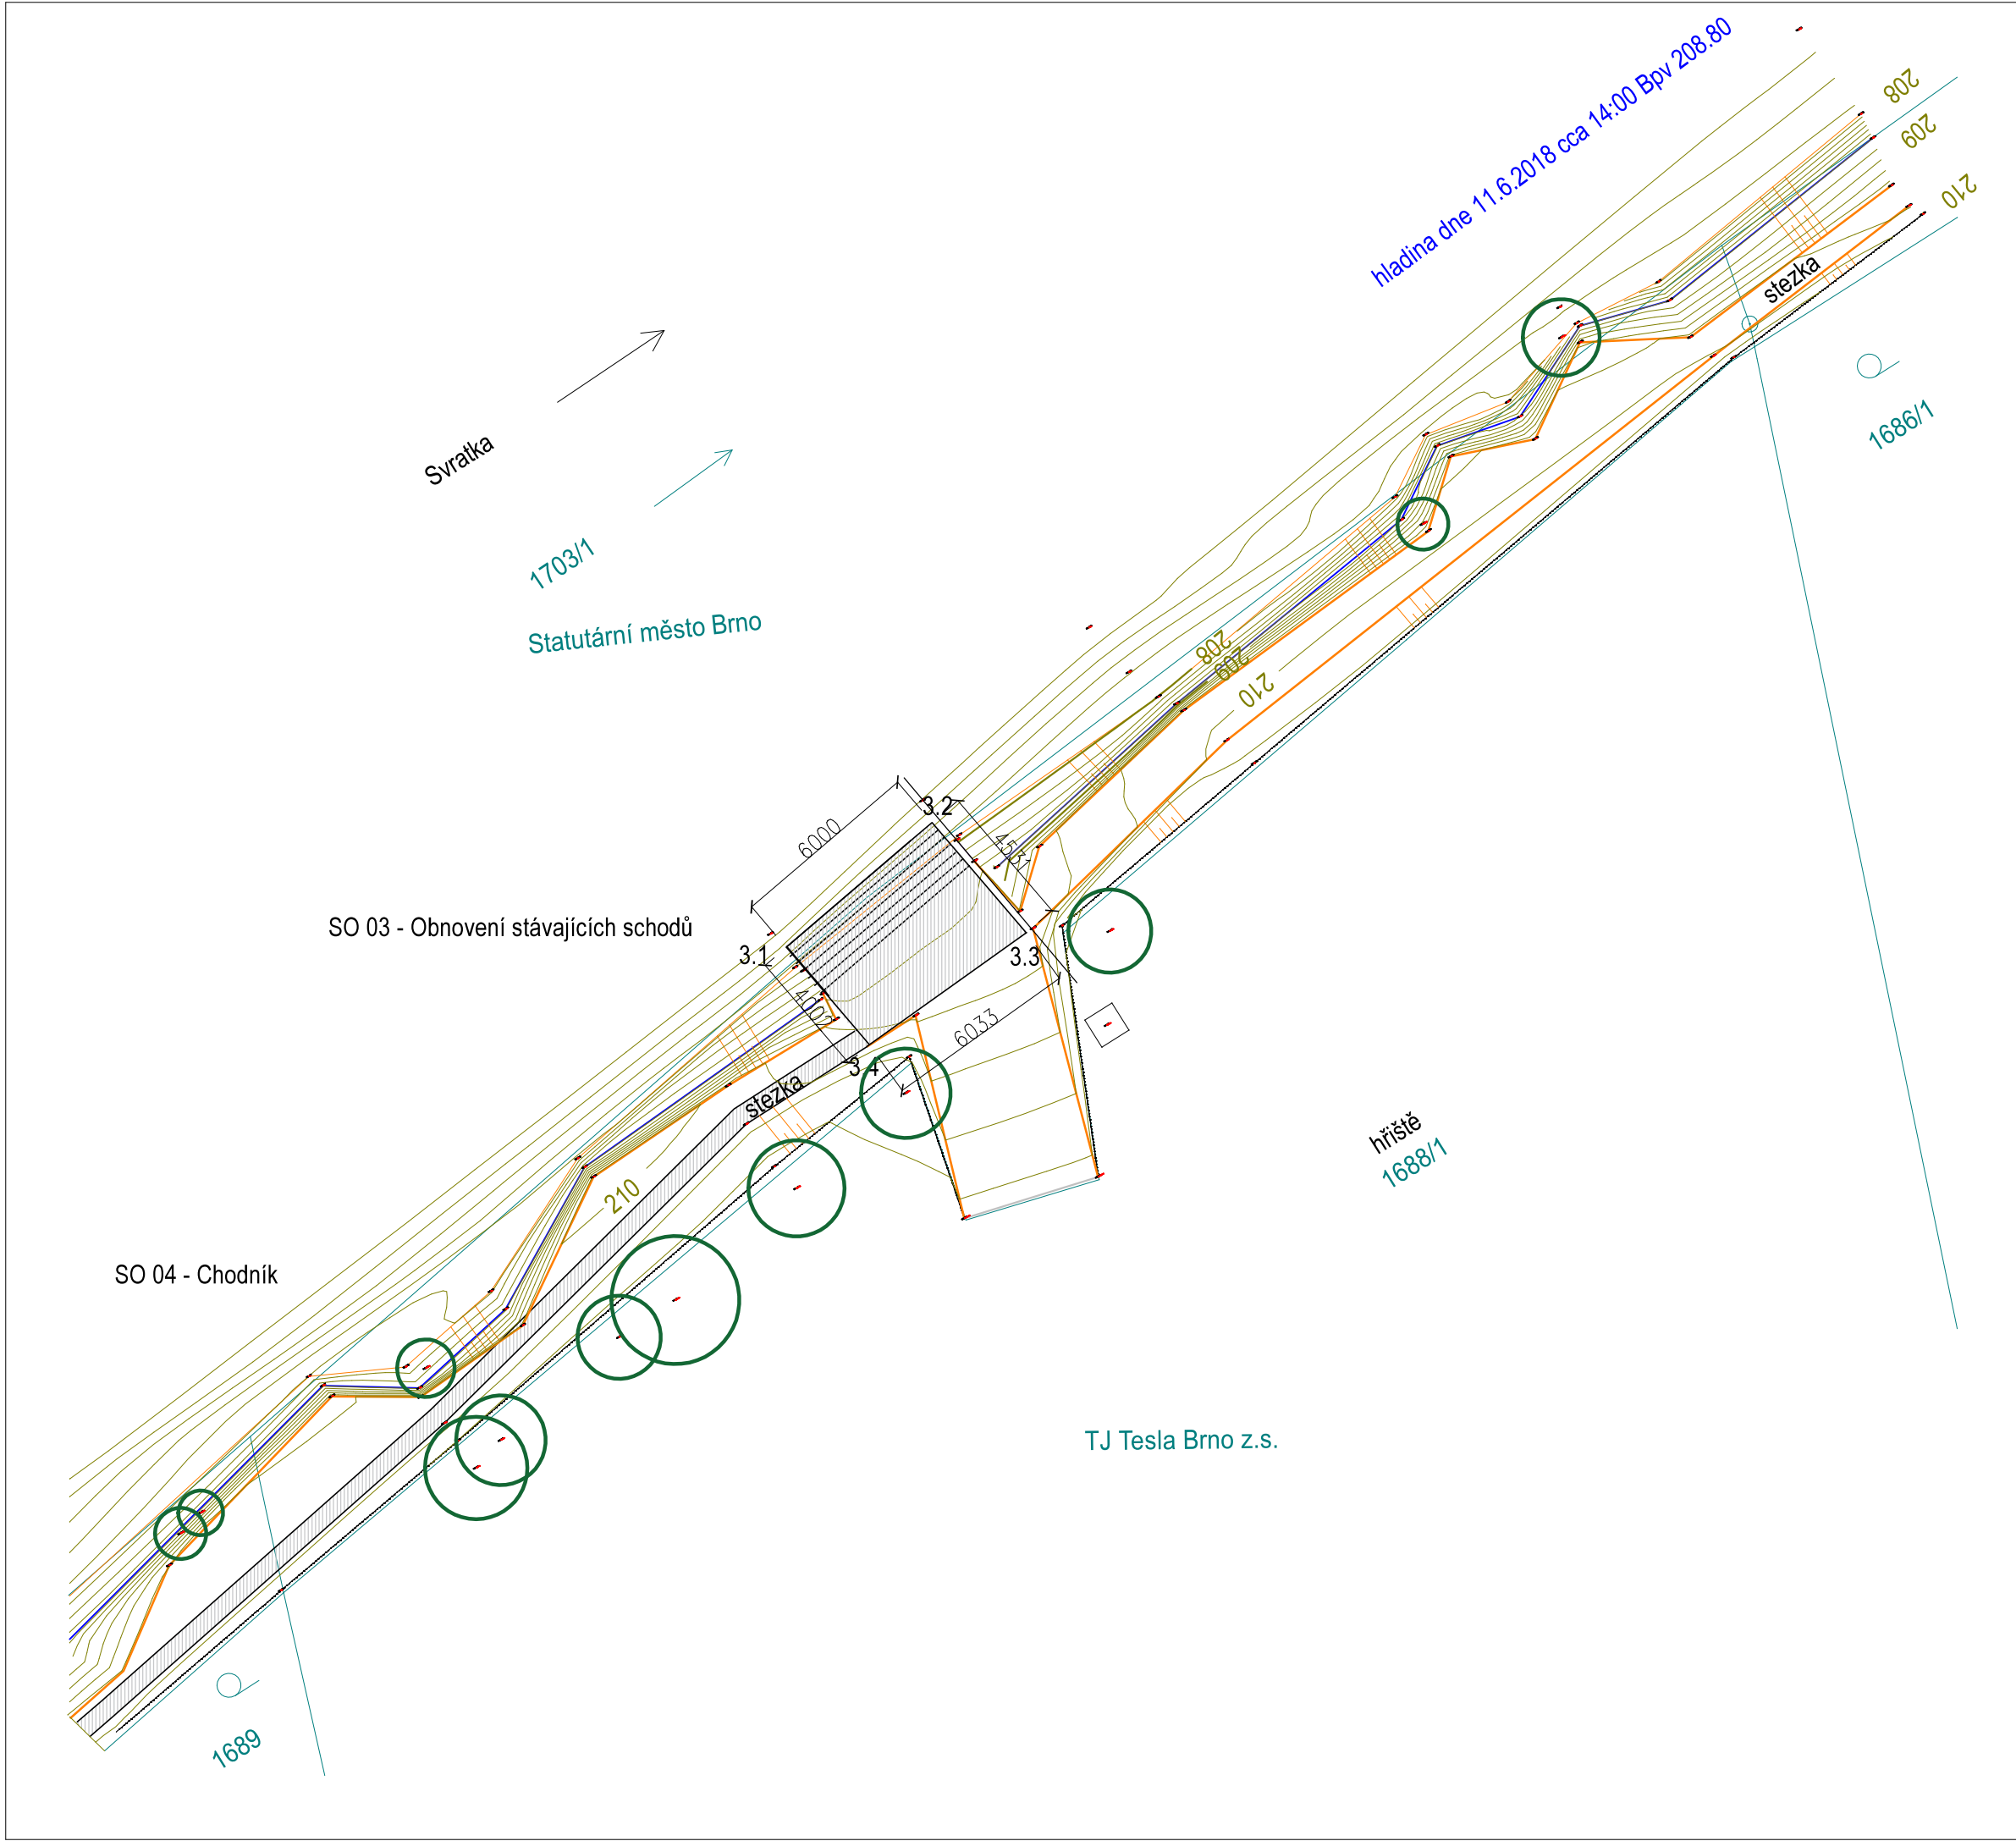 hladina dne 11.6.2018 cca 14:00 Bpv 208.80
208
209
210
stezka
1686/1
Svratka
1703/1
Statutární město Brno
208
209
210
6000
3.2
4531
SO 03 - Obnovení stávajících schodů
3.1
3.3
4002
6033
3.4
stezka
hřiště
1688/1
210
SO 04 - Chodník
TJ Tesla Brno z.s.
1689